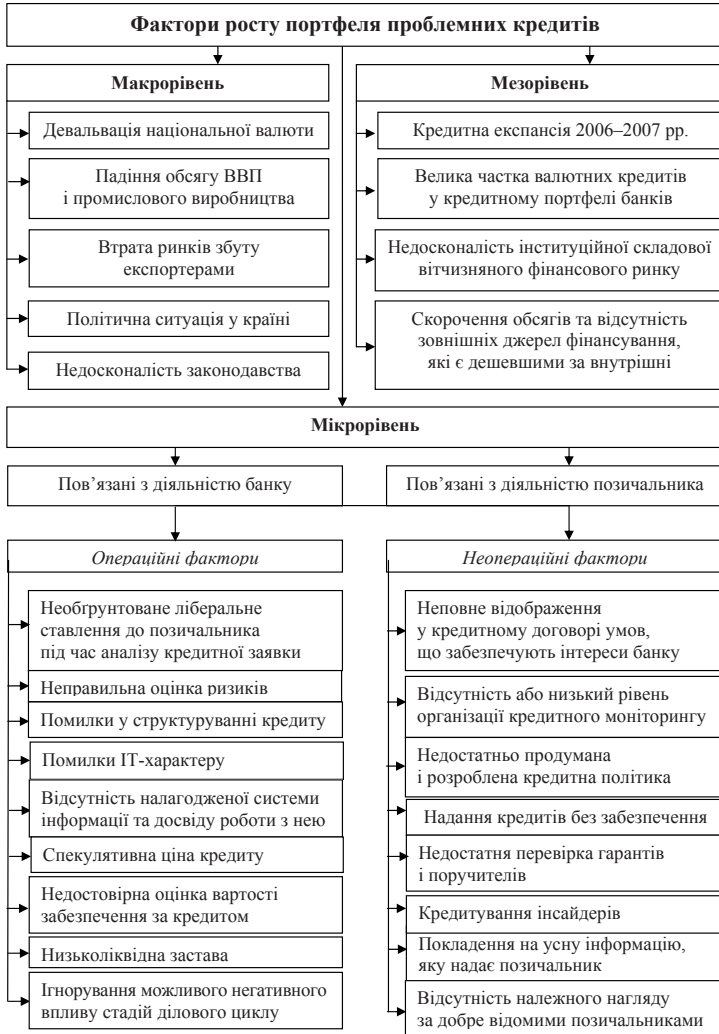 Фактори росту портфеля проблемних кредитів
Макрорівень
Девальвація національної валюти
Падіння обсягу ВВП
і промислового виробництва
Втрата ринків збуту
експортерами
Політична ситуація у країні
Недосконалість законодавства
Мезорівень
Кредитна експансія 2006–2007 рр.
Велика частка валютних кредитів
у кредитному портфелі банків
Недосконалість інституційної складової
вітчизняного фінансового ринку
Скорочення обсягів та відсутність
зовнішніх джерел фінансування,
які є дешевшими за внутрішні
Мікрорівень
Пов’язані з діяльністю банку
Пов’язані з діяльністю позичальника
Операційні фактори
Необґрунтоване ліберальне
ставлення до позичальника
під час аналізу кредитної заявки
Неправильна оцінка ризиків
Помилки у структуруванні кредиту
Помилки ІТ-характеру
Відсутність налагодженої системи
інформації та досвіду роботи з нею
Спекулятивна ціна кредиту
Недостовірна оцінка вартості
забезпечення за кредитом
Низьколіквідна застава
Ігнорування можливого негативного
впливу стадій ділового циклу
Неопераційні фактори
Неповне відображення
у кредитному договорі умов,
що забезпечують інтереси банку
Відсутність або низький рівень
організації кредитного моніторингу
Недостатньо продумана
і розроблена кредитна політика
Надання кредитів без забезпечення
Недостатня перевірка гарантів
і поручителів
Кредитування інсайдерів
Покладення на усну інформацію,
яку надає позичальник
Відсутність належного нагляду
за добре відомими позичальниками